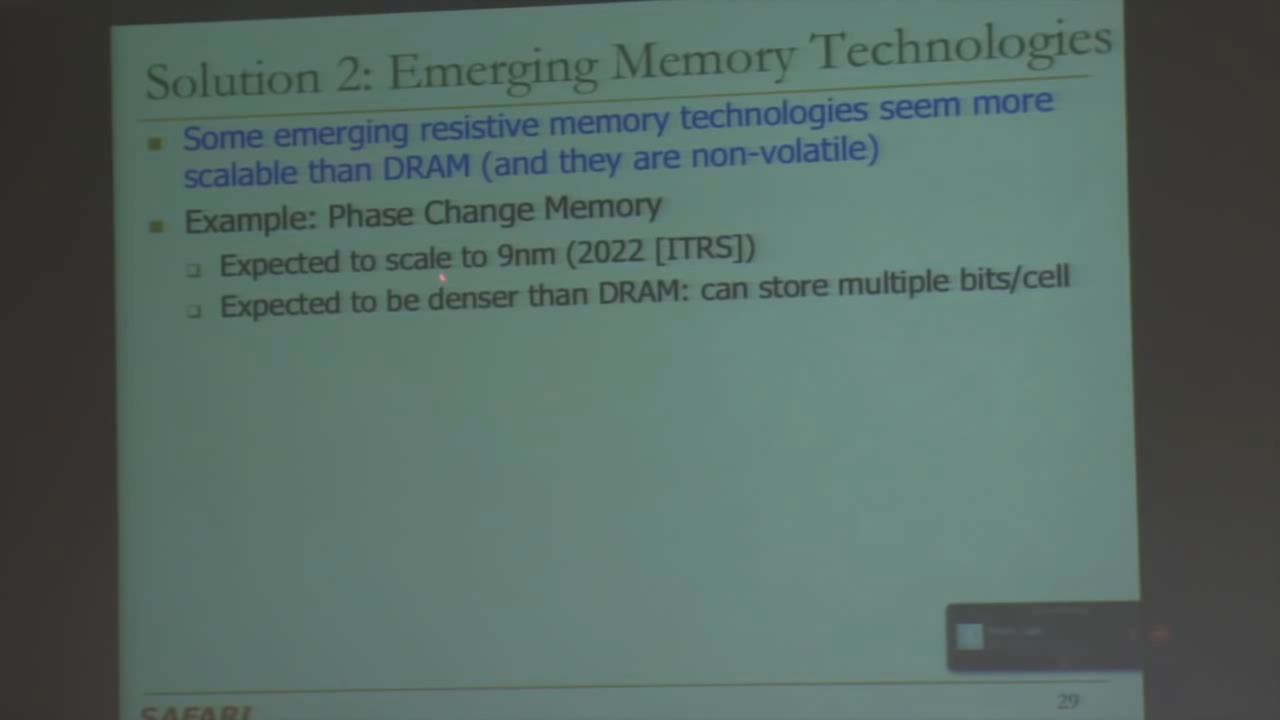 Solution 2: Emerging Memory Technologies
Some emerging resistive memory technologies seem more
scalable than DRAM (and they are non-volatile)
Example: Phase Change Memory
Expected to scale to 9nm (2022 [ITRS])
Expected to be denser than DRAM: can store multiple bits/cell
SAFARI
29